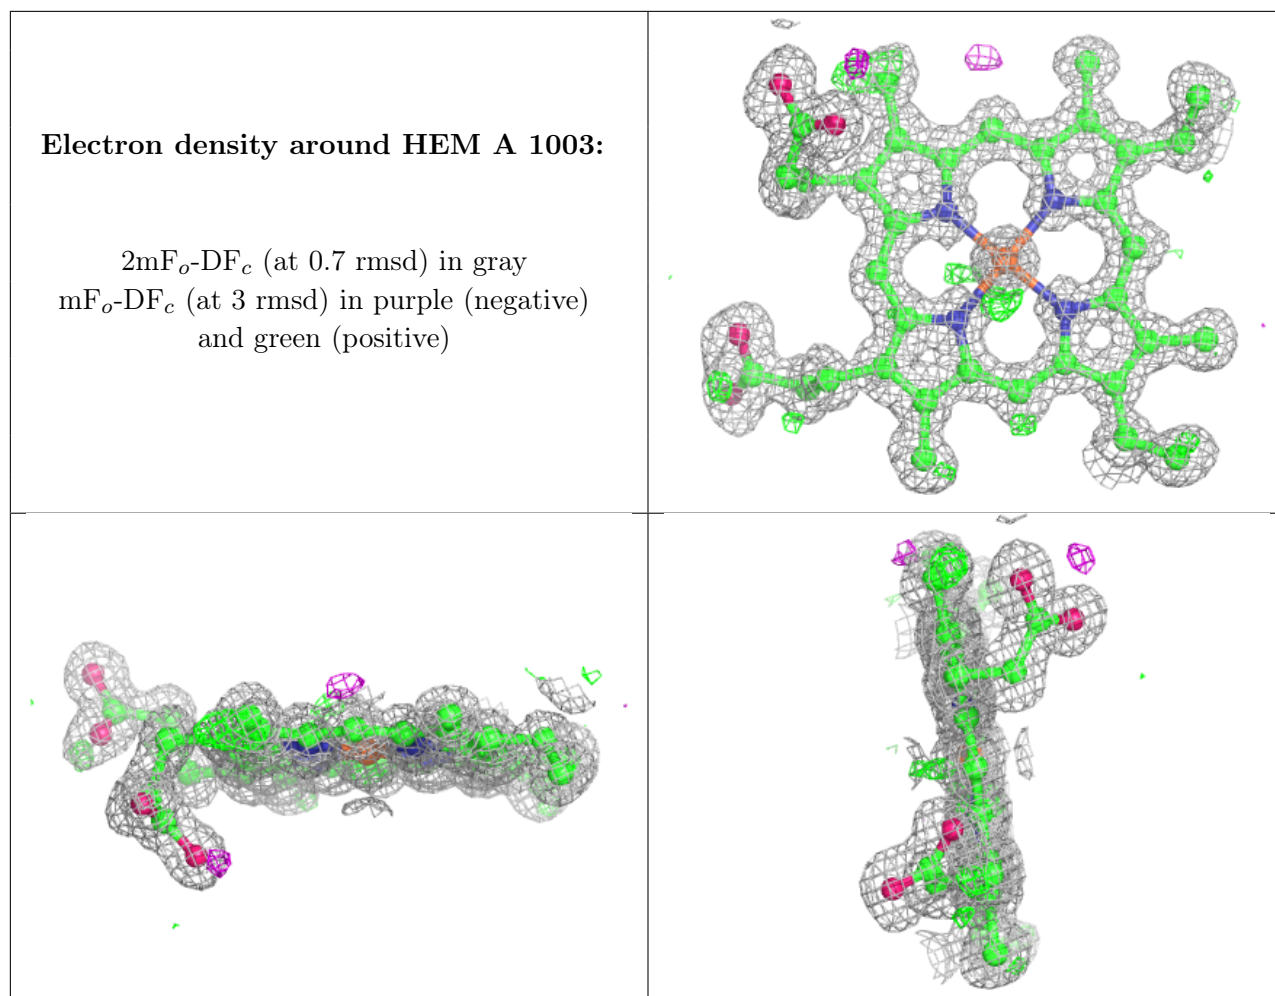 Electron density around HEM A 1003:
2mFₒ-DF𝒸 (at 0.7 rmsd) in gray
mFₒ-DF𝒸 (at 3 rmsd) in purple (negative)
and green (positive)